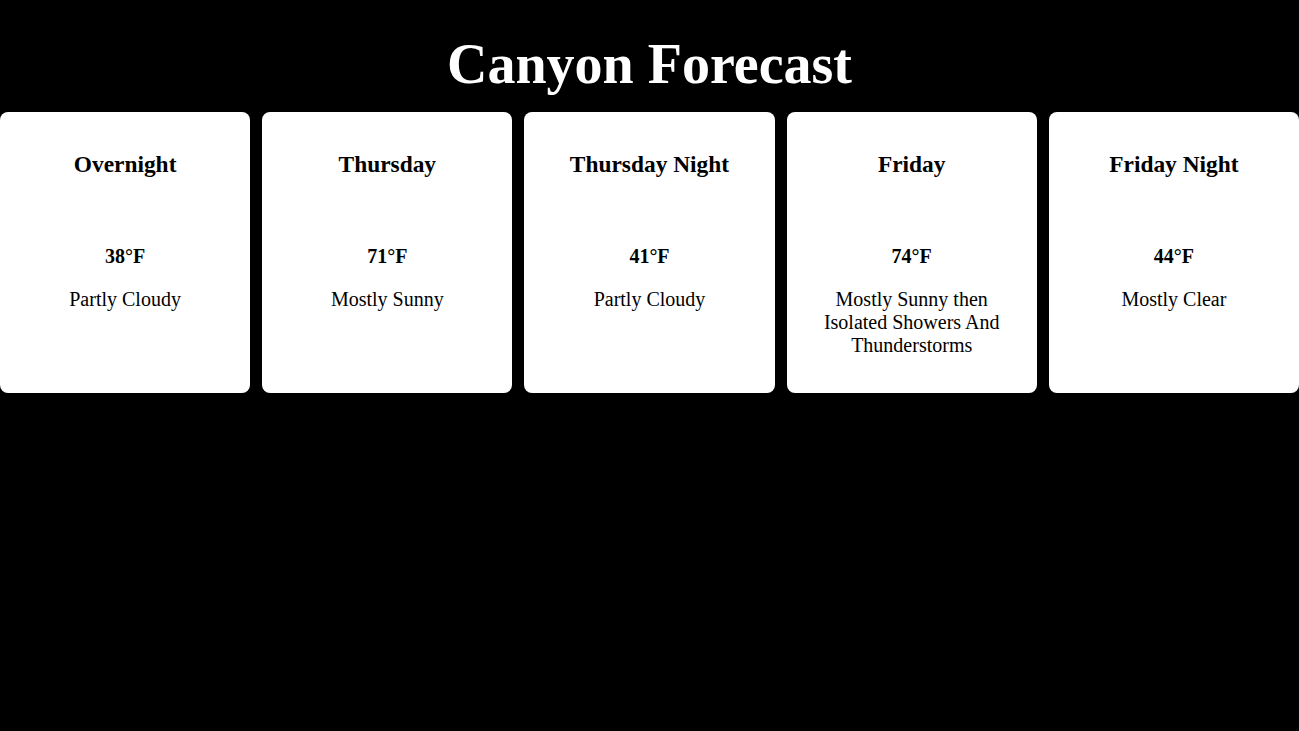 Canyon Forecast
Overnight
38°F
Partly Cloudy
Thursday
71°F
Mostly Sunny
Thursday Night
41°F
Partly Cloudy
Friday
74°F
Mostly Sunny then
Isolated Showers And
Thunderstorms
Friday Night
44°F
Mostly Clear